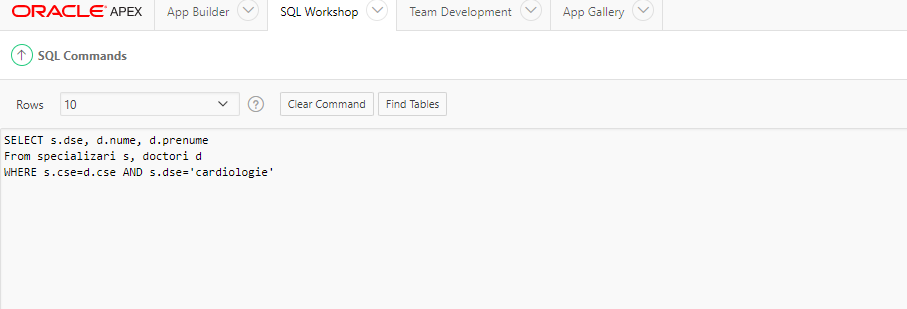 ORACLE APEX App Builder SQL Workshop Team Development App Gallery
SQL Commands
Rows 10 ? Clear Command Find Tables
SELECT s.dse, d.nume, d.prenume
From specializari s, doctori d
WHERE s.cse=d.cse AND s.dse='cardiologie'